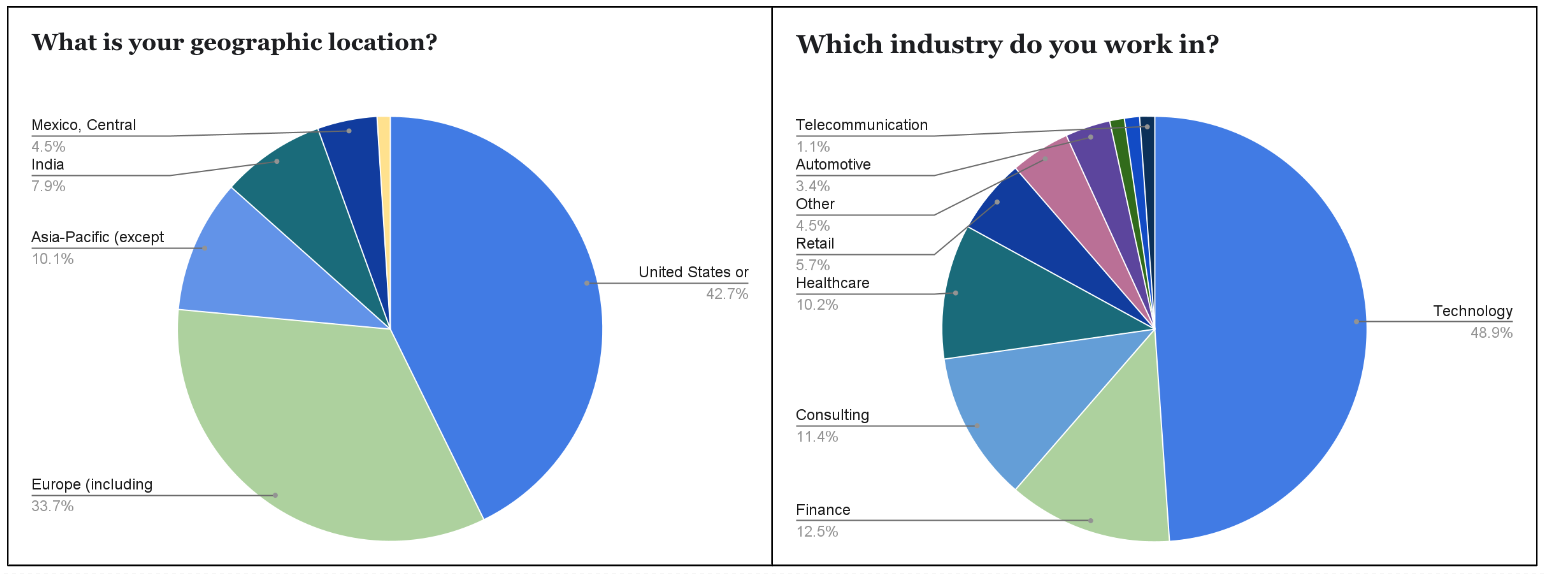 What is your geographic location?
Mexico, Central
4.5%
India
7.9%
Asia-Pacific (except
10.1%
United States or
42.7%
Europe (including
33.7%
Which industry do you work in?
Telecommunication
1.1%
Automotive
3.4%
Other
4.5%
Retail
5.7%
Healthcare
10.2%
Technology
48.9%
Consulting
11.4%
Finance
12.5%